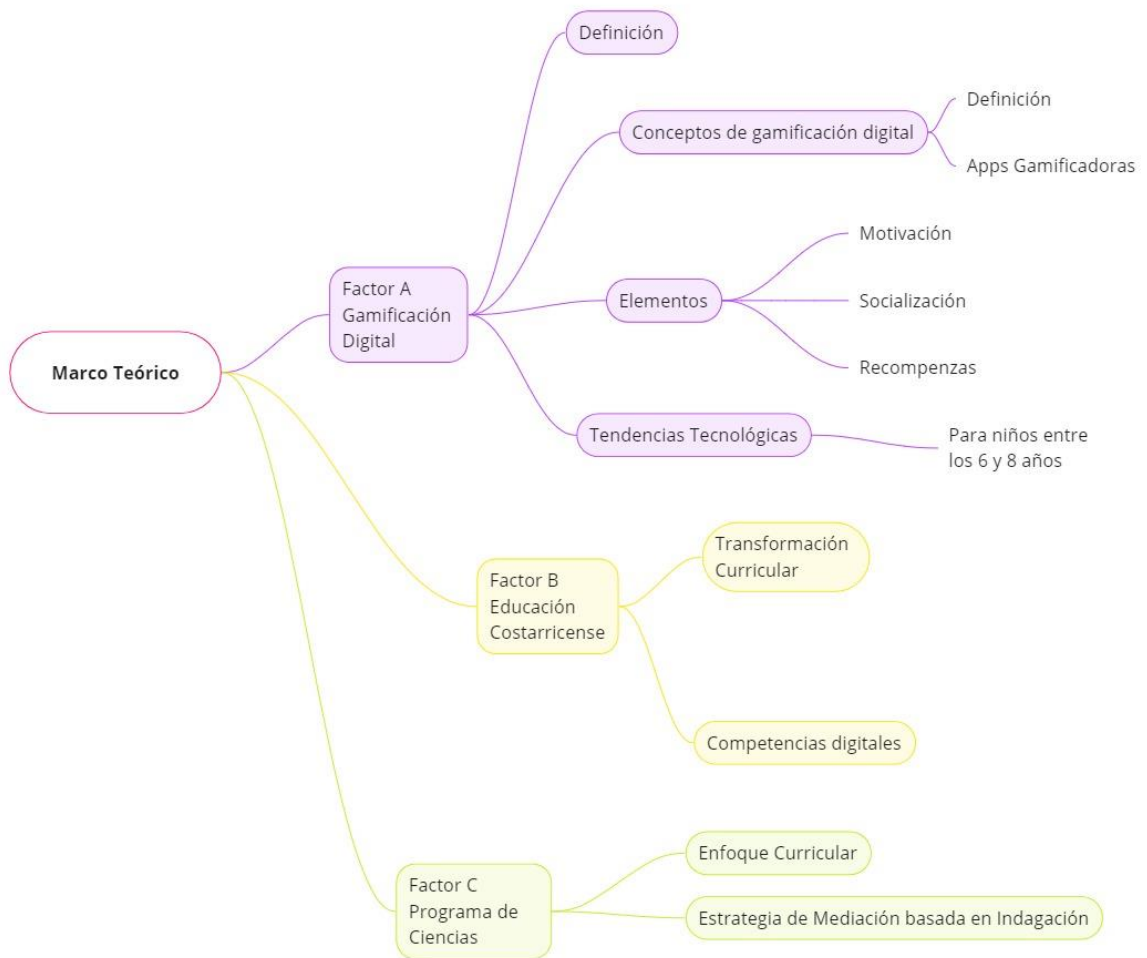 Marco Teórico
Factor A
Gamificación
Digital
Definición
Conceptos de gamificación digital
Definición
Apps Gamificadoras
Elementos
Motivación
Socialización
Recompenzas
Tendencias Tecnológicas
Para niños entre
los 6 y 8 años
Factor B
Educación
Costarricense
Transformación
Curricular
Competencias digitales
Factor C
Programa de
Ciencias
Enfoque Curricular
Estrategia de Mediación basada en Indagación